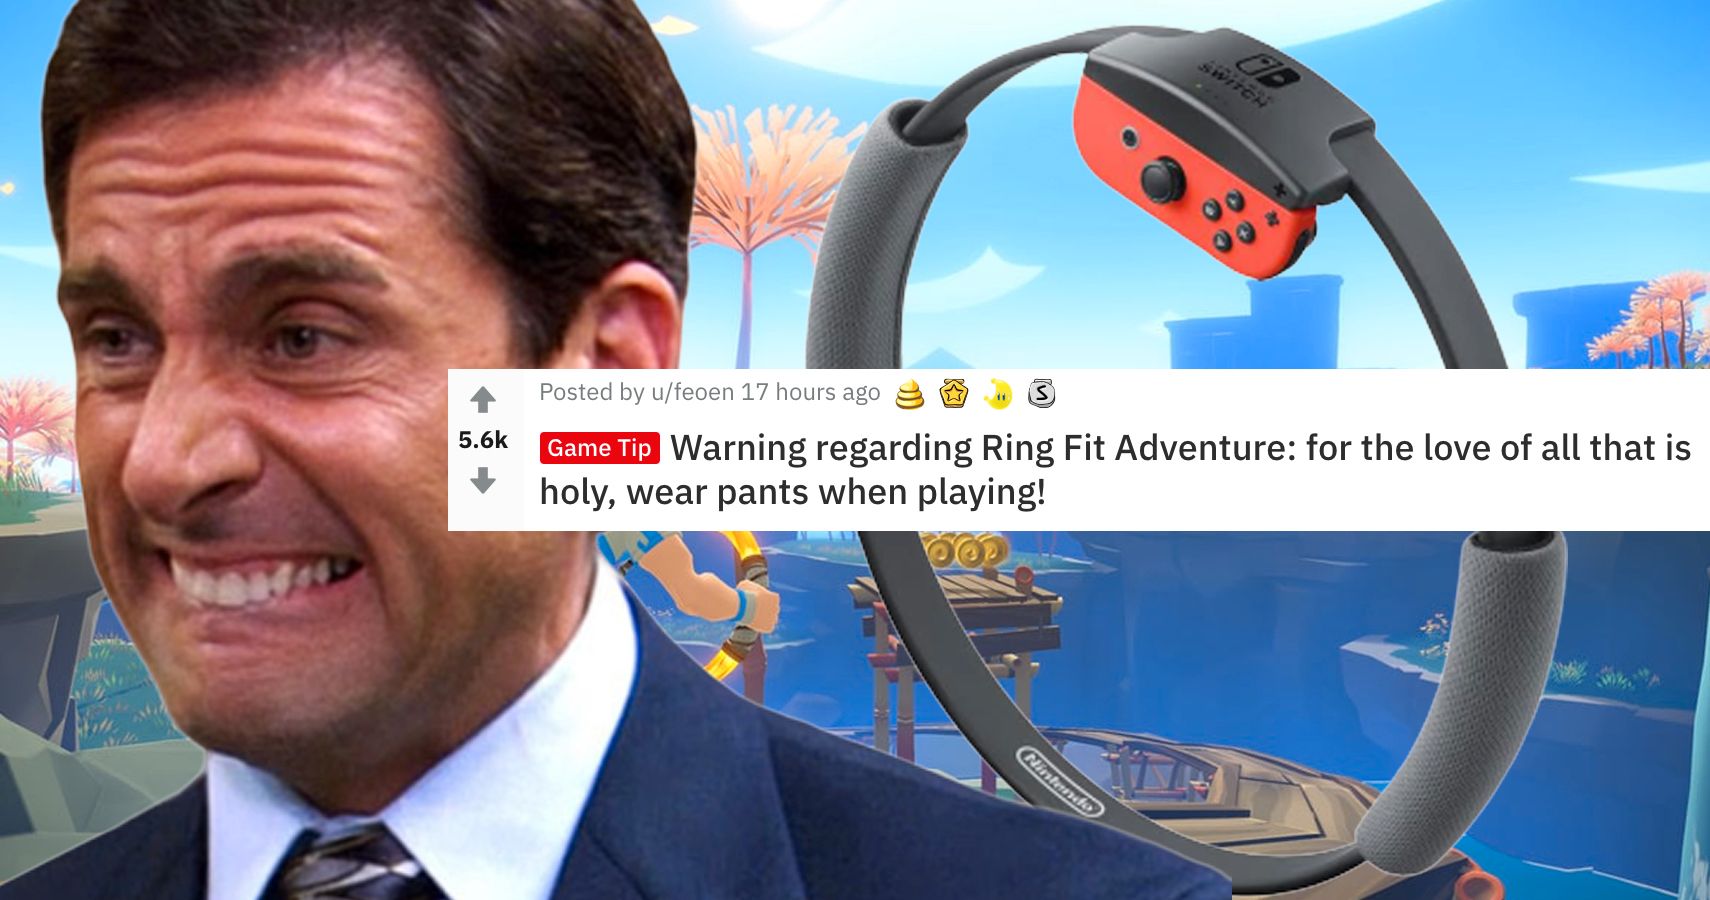 SWITCH
Posted by u/feoen 17 hours ago
S
5.6k
Game Tip Warning regarding Ring Fit Adventure: for the love of all that is
holy, wear pants when playing!
Nintendo